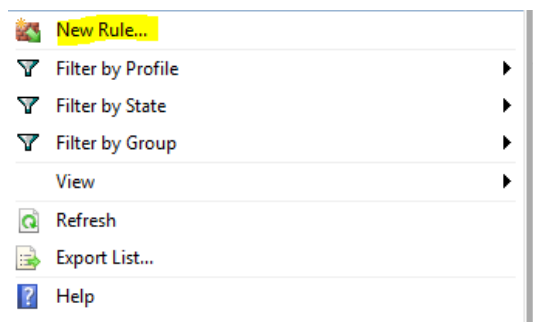 New Rule...
Filter by Profile
Filter by State
Filter by Group
View
Refresh
Export List...
Help